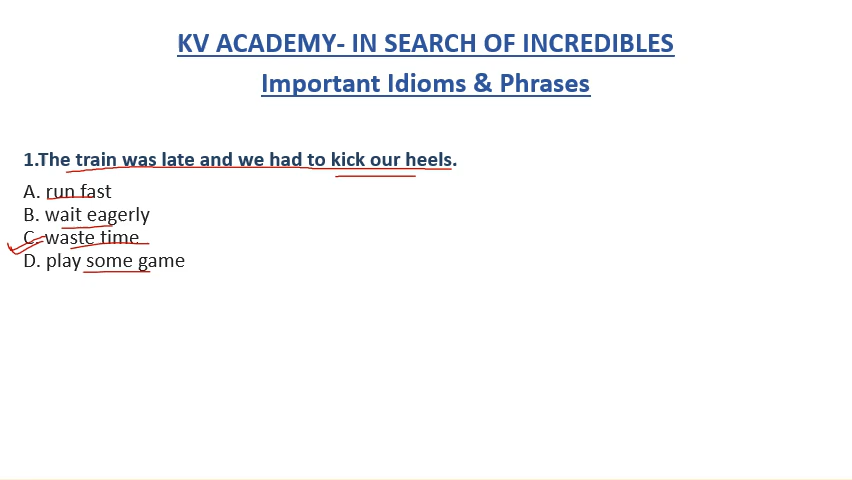 KV ACADEMY- IN SEARCH OF INCREDIBLES
Important Idioms & Phrases
1.The train was late and we had to kick our heels.
A. run fast
B. wait eagerly
C. waste time
D. play some game